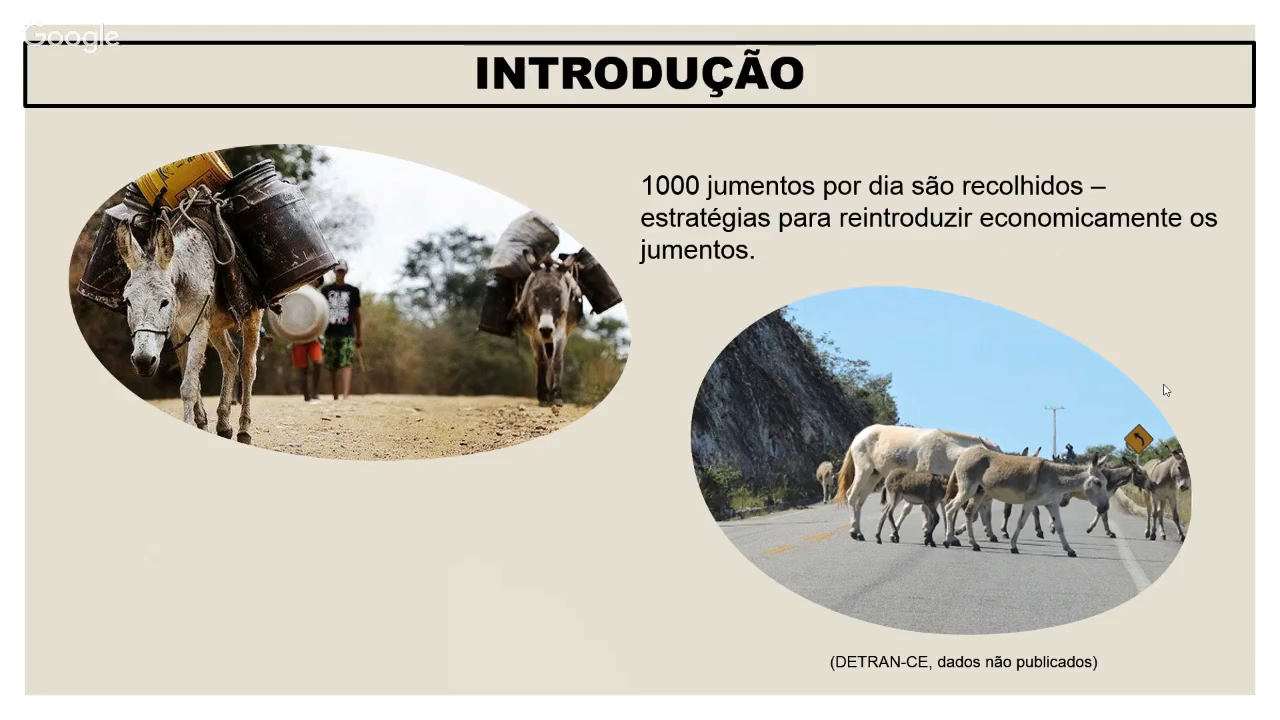 Google
INTRODUÇÃO
1000 jumentos por dia são recolhidos –
estratégias para reintroduzir economicamente os
jumentos.
(DETRAN-CE, dados não publicados)